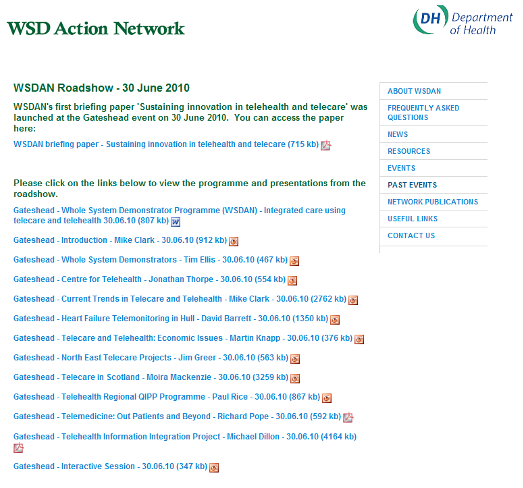 WSD Action Network
DH Department
of Health
WSDAN Roadshow - 30 June 2010
WSDAN's first briefing paper 'Sustaining innovation in telehealth and telecare' was
launched at the Gateshead event on 30 June 2010. You can access the paper
here:
WSDAN briefing paper - Sustaining innovation in telehealth and telecare (715 kb)
Please click on the links below to view the programme and presentations from the
roadshow.
Gateshead - Whole System Demonstrator Programme (WSDAN) - Integrated care using
telecare and telehealth 30.06.10 (807 kb)
Gateshead - Introduction - Mike Clark - 30.06.10 (912 kb)
Gateshead - Whole System Demonstrators - Tim Ellis - 30.06.10 (467 kb)
Gateshead - Centre for Telehealth - Jonathan Thorpe - 30.06.10 (554 kb)
Gateshead - Current Trends in Telecare and Telehealth - Mike Clark - 30.06.10 (2762 kb)
Gateshead - Heart Failure Telemonitoring in Hull - David Barrett - 30.06.10 (1350 kb)
Gateshead - Telecare and Telehealth: Economic Issues - Martin Knapp - 30.06.10 (376 kb)
Gateshead - North East Telecare Projects - Jim Greer - 30.06.10 (563 kb)
Gateshead - Telecare in Scotland - Moira Mackenzie - 30.06.10 (3259 kb)
Gateshead - Telehealth Regional QIPP Programme - Paul Rice - 30.06.10 (867 kb)
Gateshead - Telemedicine: Out Patients and Beyond - Richard Pope - 30.06.10 (592 kb)
Gateshead - Telehealth Information Integration Project - Michael Dillon - 30.06.10 (4164 kb)
Gateshead - Interactive Session - 30.06.10 (347 kb)
ABOUT WSDAN
FREQUENTLY ASKED
QUESTIONS
NEWS
RESOURCES
EVENTS
PAST EVENTS
NETWORK PUBLICATIONS
USEFUL LINKS
CONTACT US